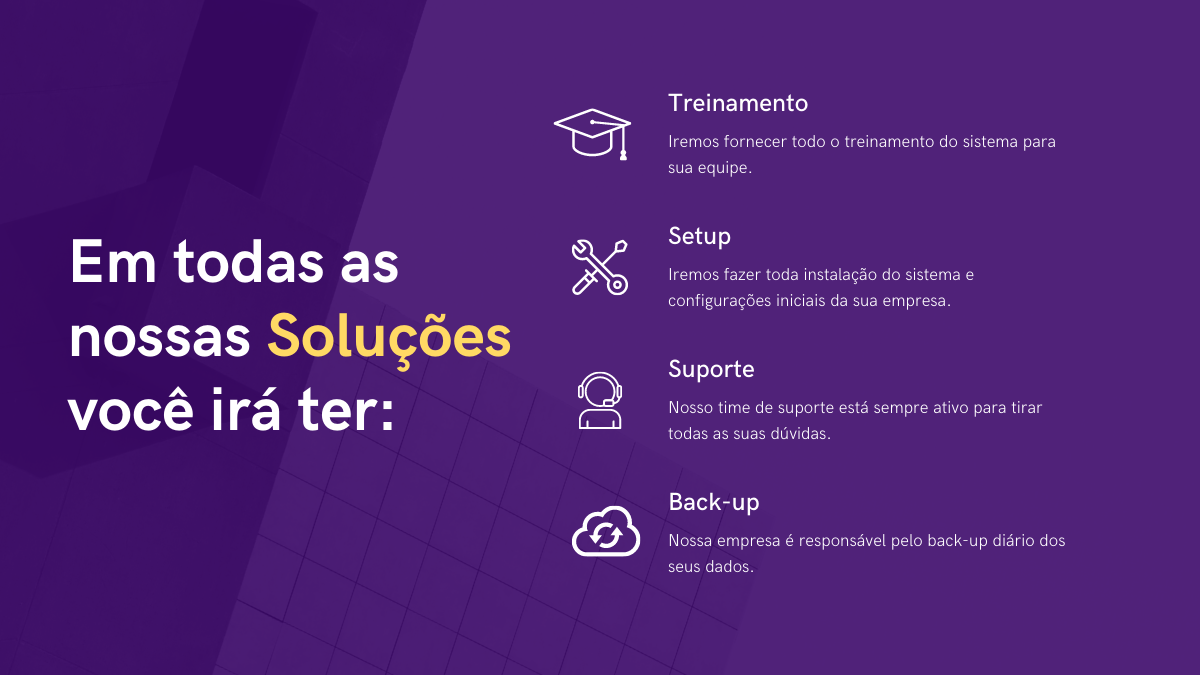 Em todas as
nossas Soluções
você irá ter:
Treinamento
Iremos fornecer todo o treinamento do sistema para
sua equipe.
Setup
Iremos fazer toda instalação do sistema e
configurações iniciais da sua empresa.
Suporte
Nosso time de suporte está sempre ativo para tirar
todas as suas dúvidas.
Back-up
Nossa empresa é responsável pelo back-up diário dos
seus dados.